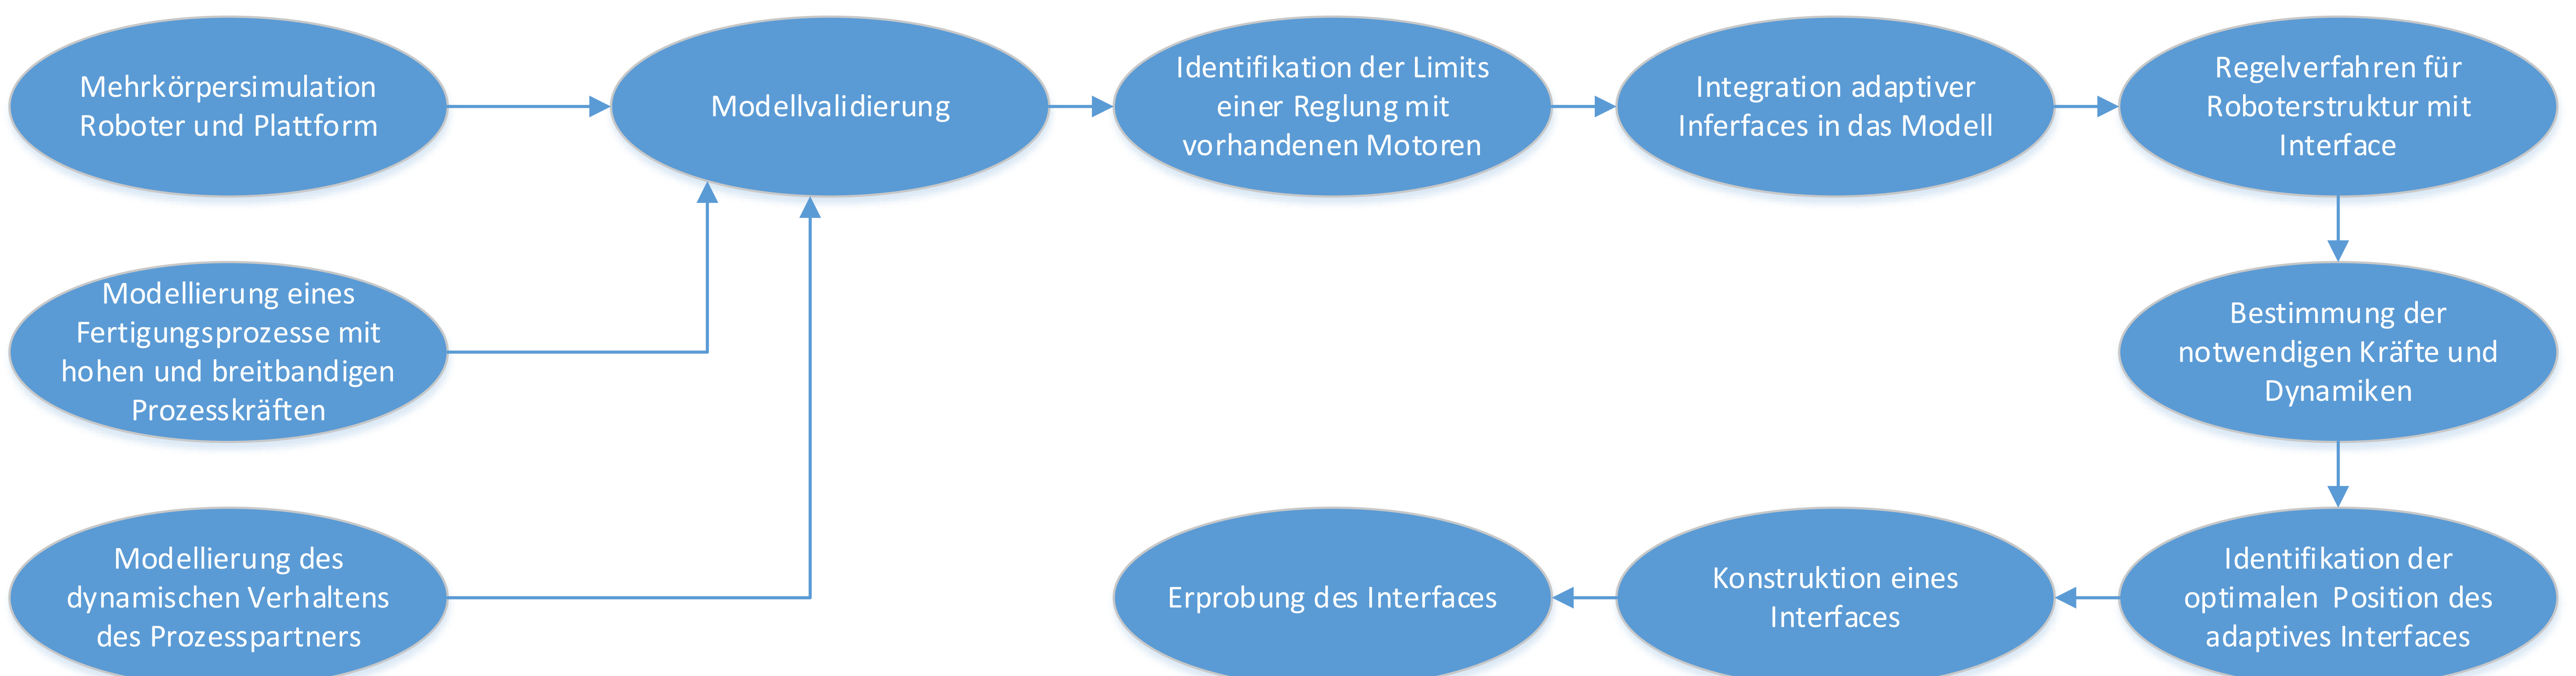 Mehrkörpersimulation
Roboter und Plattform
Modellvalidierung
Identifikation der Limits
einer Reglung mit
vorhandenen Motoren
Integration adaptiver
Inferfaces in das Modell
Regelverfahren für
Roboterstruktur mit
Interface
Modellierung eines
Fertigungsprozesse mit
hohen und breitbandigen
Prozesskräften
Bestimmung der
notwendigen Kräfte und
Dynamiken
Modellierung des
dynamischen Verhaltens
des Prozesspartners
Erprobung des Interfaces
Konstruktion eines
Interfaces
Identifikation der
optimalen Position des
adaptives Interfaces